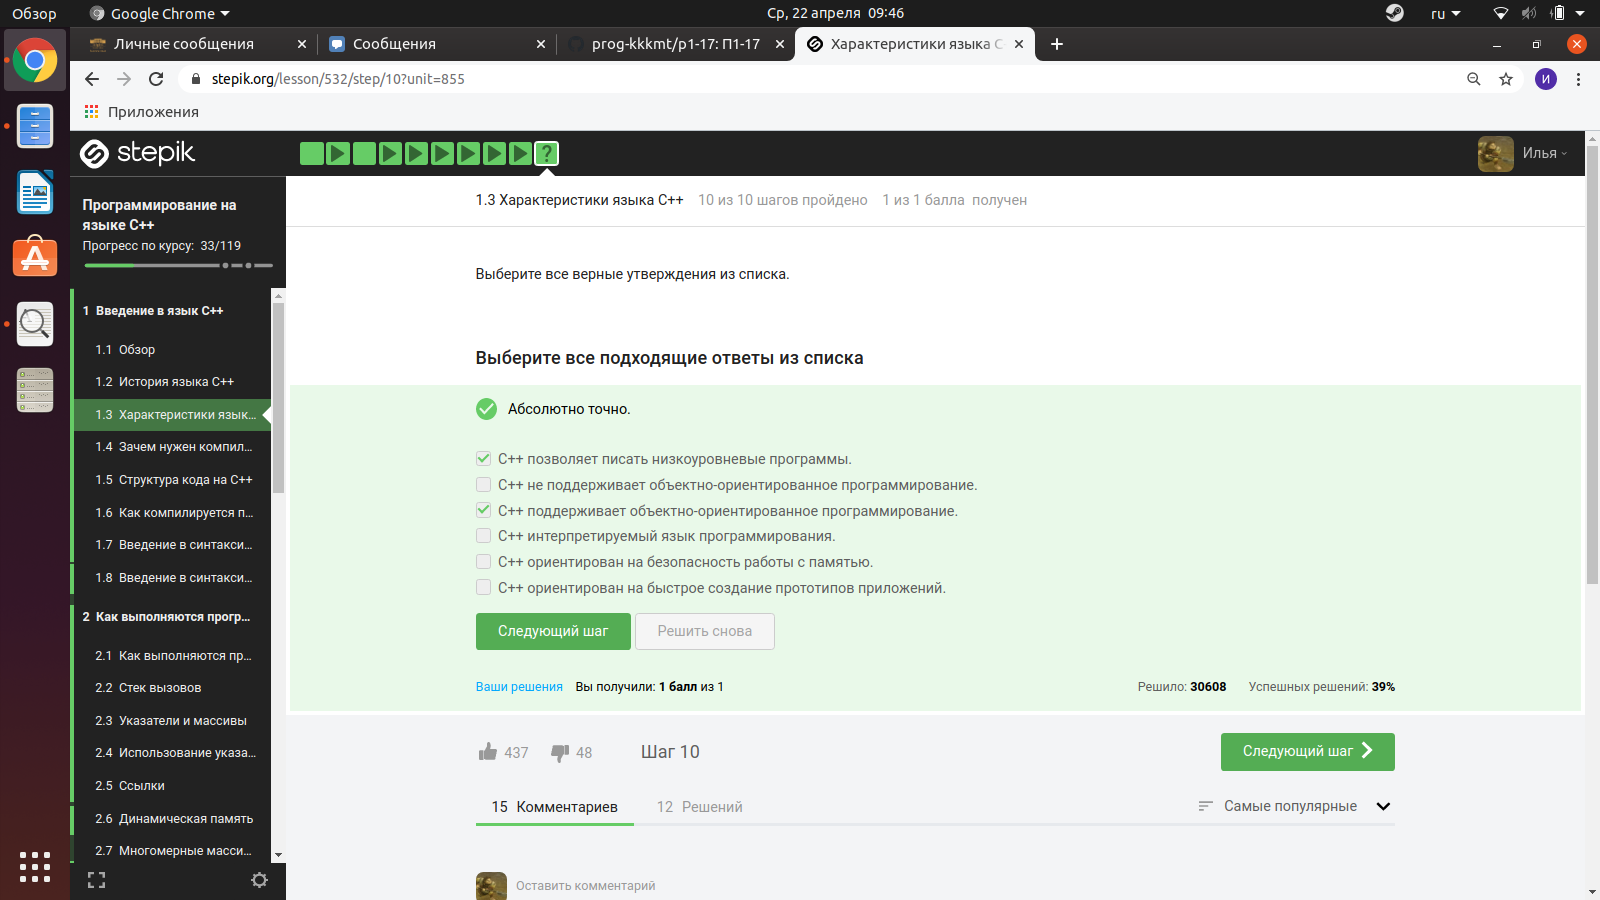 Обзор
Google Chrome
Ср, 22 апреля 09:46
ru
Личные сообщения
Сообщения
prog-kkkmt/p1-17: П1-17
Характеристики языка C
stepik.org/lesson/532/step/10?unit=855
И
Приложения
stepik
?
Илья
Программирование на
языке C++
Прогресс по курсу: 33/119
1 Введение в язык C++
1.1 Обзор
1.2 История языка C++
1.3 Характеристики язык...
1.4 Зачем нужен компил...
1.5 Структура кода на C++
1.6 Как компилируется п...
1.7 Введение в синтакси...
1.8 Введение в синтакси...
2 Как выполняются прогр...
2.1 Как выполняются пр...
2.2 Стек вызовов
2.3 Указатели и массивы
2.4 Использование указа...
2.5 Ссылки
2.6 Динамическая память
2.7 Многомерные масси...
1.3 Характеристики языка C++ 10 из 10 шагов пройдено 1 из 1 балла получен
Выберите все верные утверждения из списка.
Выберите все подходящие ответы из списка
Абсолютно точно.
C++ позволяет писать низкоуровневые программы.
C++ не поддерживает объектно-ориентированное программирование.
C++ поддерживает объектно-ориентированное программирование.
C++ интерпретируемый язык программирования.
C++ ориентирован на безопасность работы с памятью.
C++ ориентирован на быстрое создание прототипов приложений.
Следующий шаг
Решить снова
Ваши решения Вы получили: 1 балл из 1
Решило: 30608 Успешных решений: 39%
437 48 Шаг 10
Следующий шаг
15 Комментариев 12 Решений
Самые популярные
Оставить комментарий